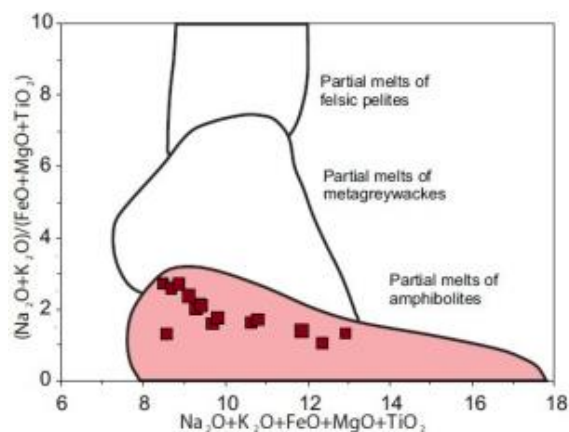 10
8
6
4
2
0
(Na₂O+K₂O)/(FeO+MgO+TiO₂)
Partial melts of
felsic pelites
Partial melts of
metagreywackes
Partial melts of
amphibolites
6 8 10 12 14 16 18
Na₂O+K₂O+FeO+MgO+TiO₂